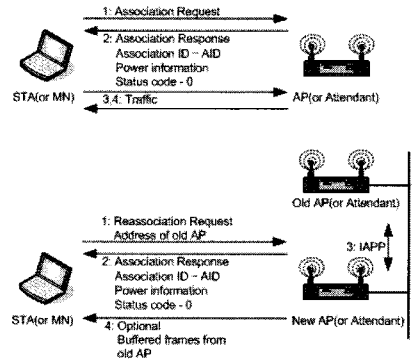 1: Association Request
2: Association Response
Association ID - AID
Power information
Status code - 0
STA(or MN)
3,4: Traffic
AP(or Attendant)
Old AP(or Attendant)
1: Reassociation Request
Address of old AP
3: IAPP
2: Association Response
Association ID - AID
Power information
Status code - 0
STA(or MN)
New AP(or Attendant)
4: Optional
Buffered frames from
old AP